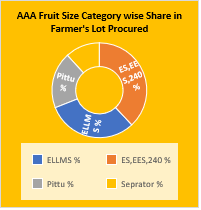 AAA Fruit Size Category wise Share in
Farmer's Lot Procured
ES,EES
,240
%
Pittu
%
ELLM
S %
ELLMS %
ES,EES,240 %
Pittu %
Seprator %